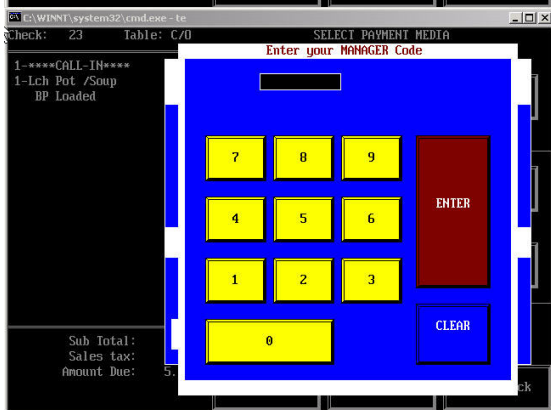 C:\WINNT\system32\cmd.exe - te
Check: 23 Table: C/O SELECT PAYMENT MEDIA
Enter your MANAGER Code
1-****CALL-IN****
1-Lch Pot /Soup
BP Loaded
7 8 9
4 5 6 ENTER
1 2 3
0 CLEAR
Sub Total:
Sales tax:
Amount Due: 5.
ck